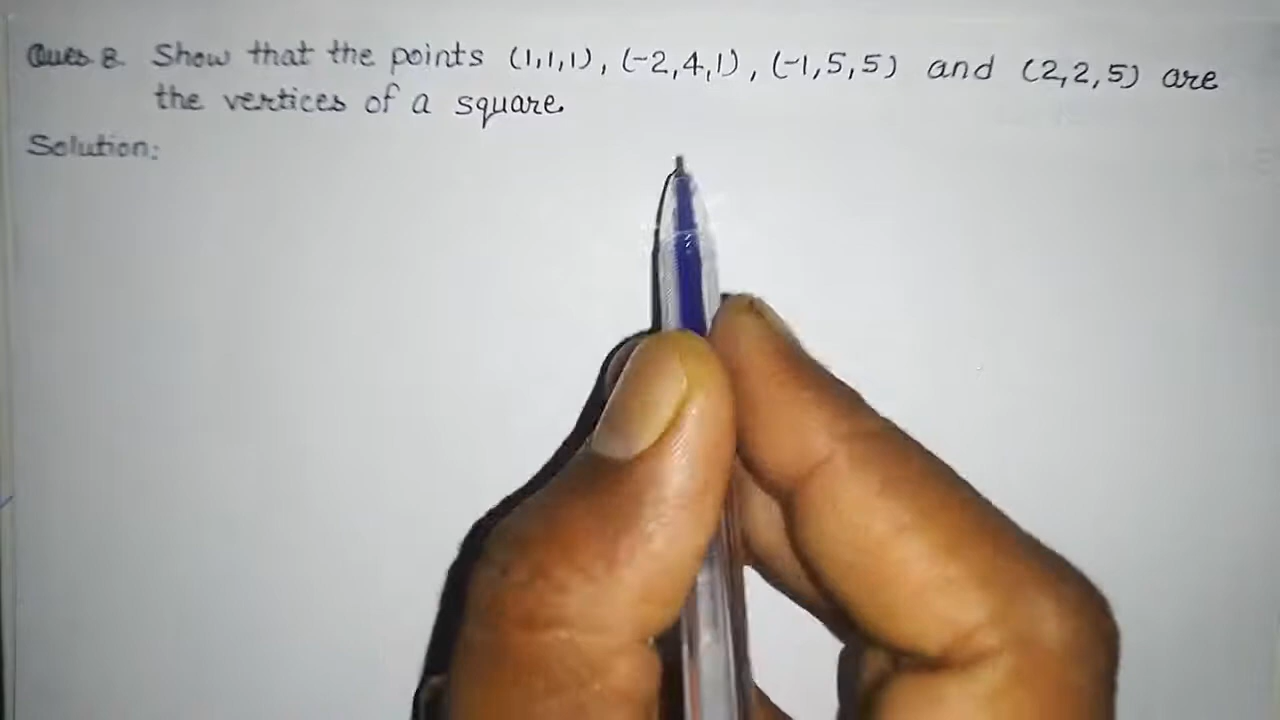 Ques 8. Show that the points (1,1,1), (-2,4,1), (-1,5,5) and (2,2,5) are
the vertices of a square.
Solution: